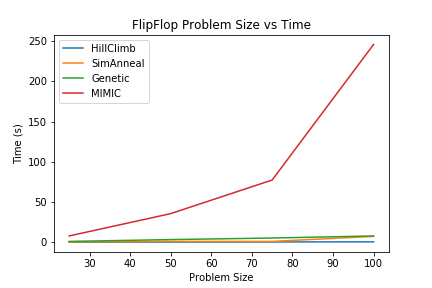 FlipFlop Problem Size vs Time
250
200
150
100
50
0
Time (s)
HillClimb
SimAnneal
Genetic
MIMIC
30 40 50 60 70 80 90 100
Problem Size